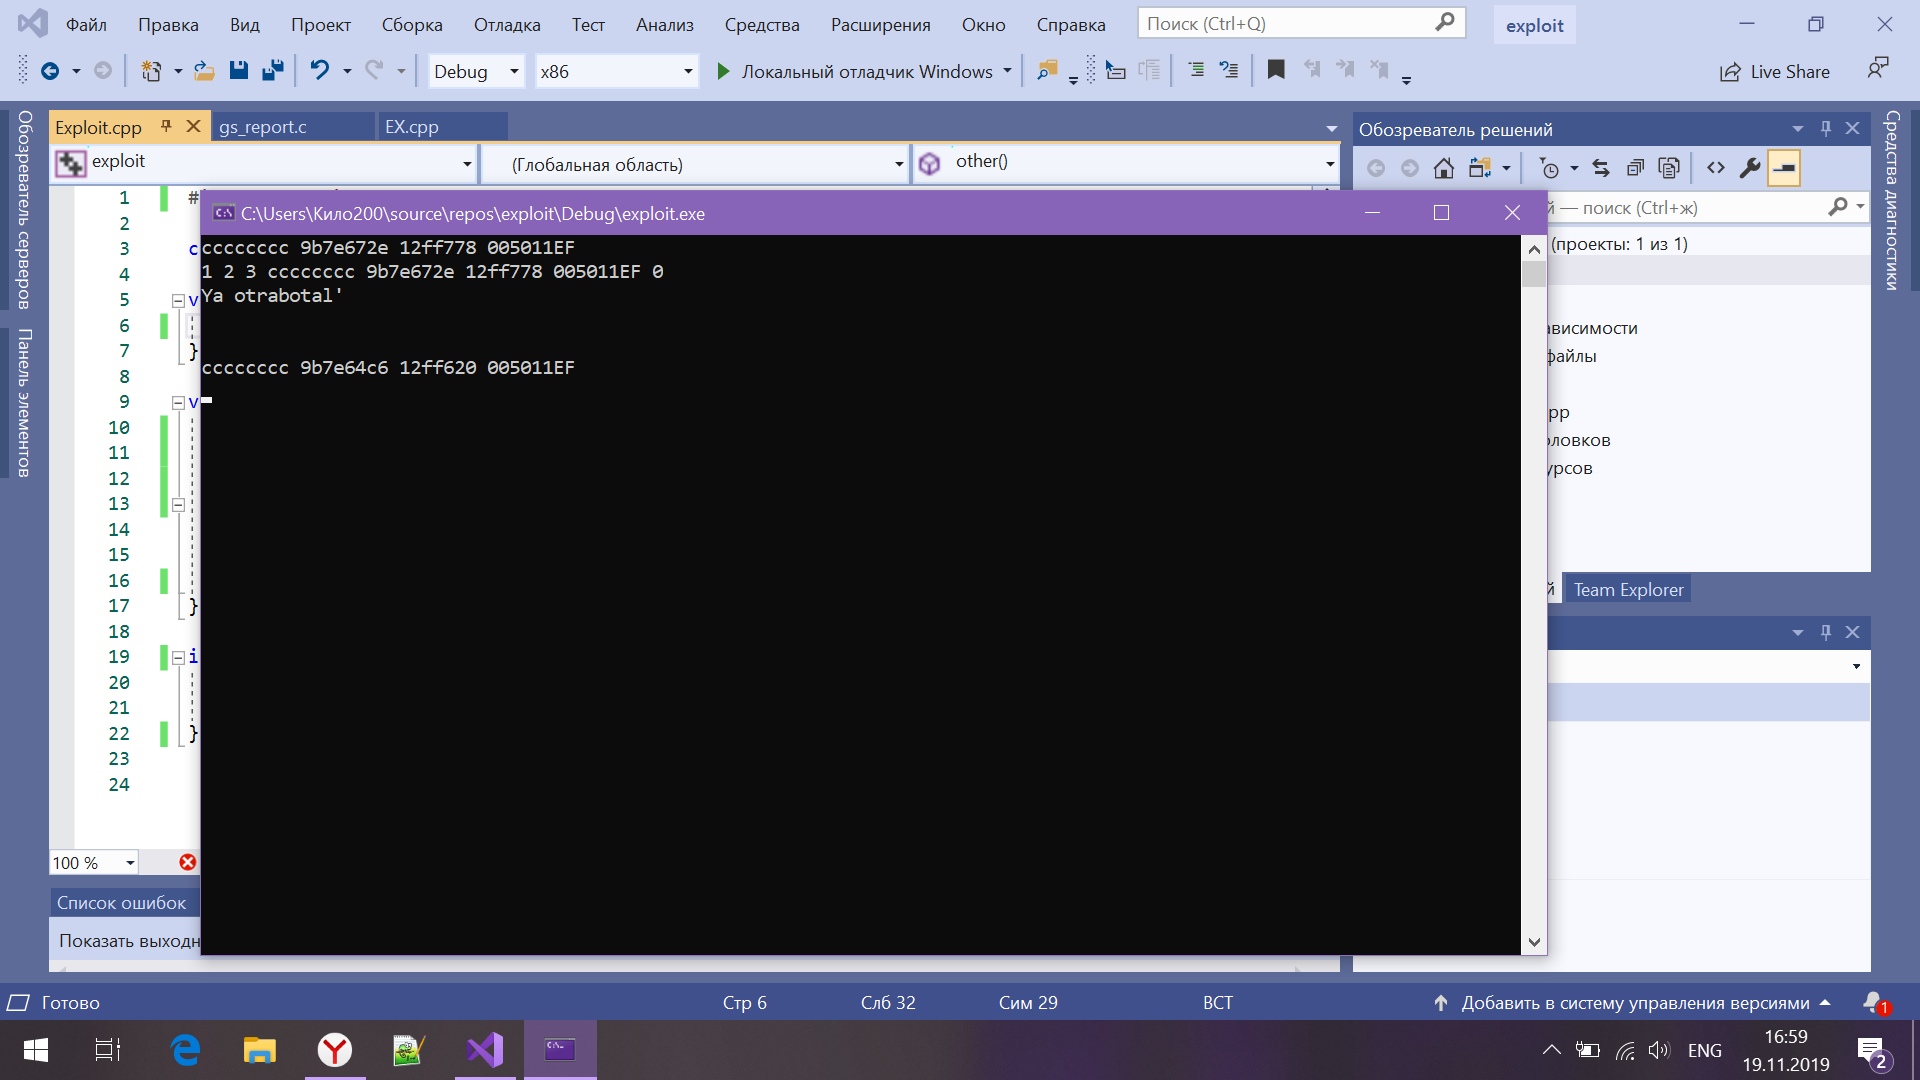 Файл Правка Вид Проект Сборка Отладка Тест Анализ Средства Расширения Окно Справка Поиск (Ctrl+Q) exploit
Debug x86 Локальный отладчик Windows Live Share
Обозреватель серверов
Панель элементов
Exploit.cpp gs_report.c EX.cpp
exploit (Глобальная область) other()
1 #
2
3 c
4
5 v
6
7 }
8
9 v
10
11
12
13
14
15
16
17 }
18
19 i
20
21
22 }
23
24
C:\Users\Кило200\source\repos\exploit\Debug\exploit.exe
cccccccc 9b7e672e 12ff778 005011EF
1 2 3 cccccccc 9b7e672e 12ff778 005011EF 0
Ya otrabotal'
cccccccc 9b7e64c6 12ff620 005011EF
100 %
Список ошибок
Показать выходн
Обозреватель решений
й — поиск (Ctrl+ж)
(проекты: 1 из 1)
ависимости
файлы
pp
оловков
урсов
й Team Explorer
Средства диагностики
Готово Стр 6 Слб 32 Сим 29 ВСТ Добавить в систему управления версиями 1
ENG 16:59
19.11.2019 2